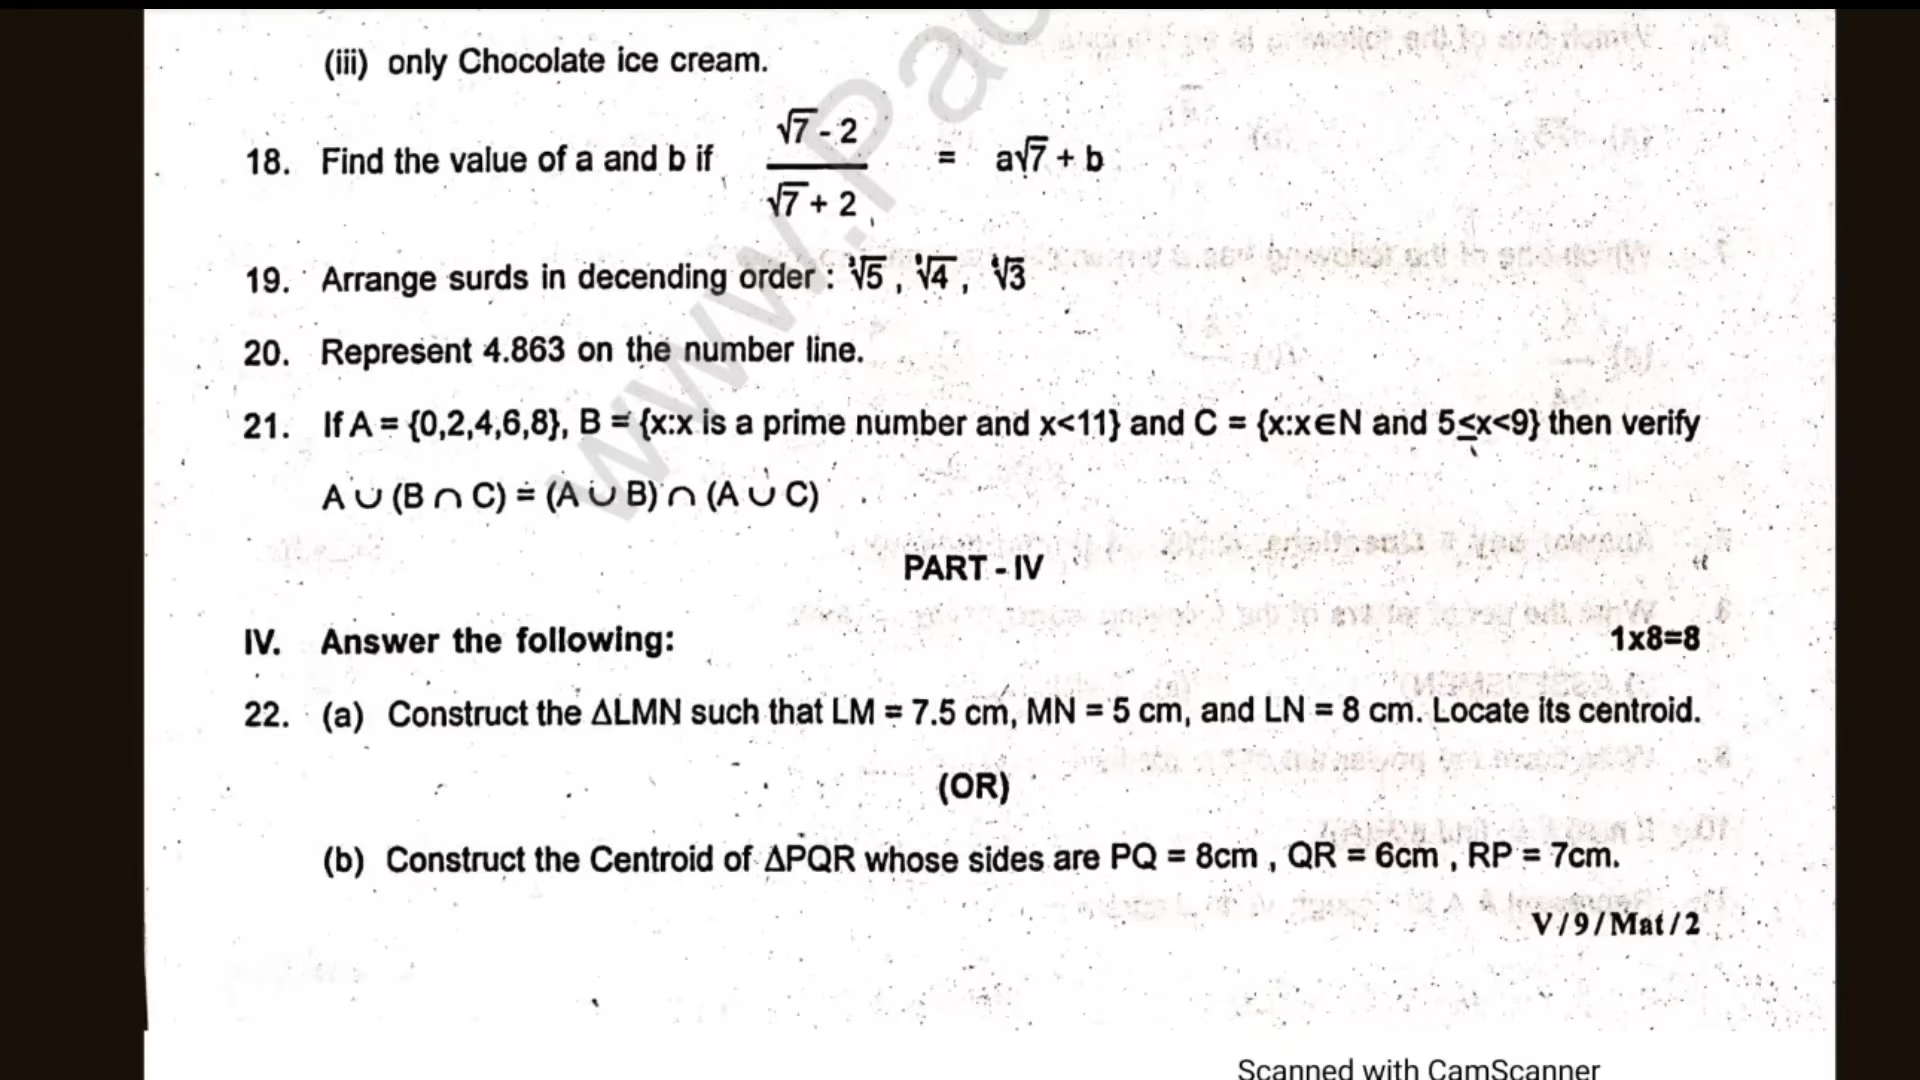 (iii) only Chocolate ice cream.
18. Find the value of a and b if (√7 - 2)/(√7 + 2) = a√7 + b
19. Arrange surds in decending order : √5 , √4 , √3
20. Represent 4.863 on the number line.
21. If A = {0,2,4,6,8}, B = {x:x is a prime number and x<11} and C = {x:x∈N and 5≤x<9} then verify
A ∪ (B ∩ C) = (A ∪ B) ∩ (A ∪ C)
PART - IV
IV. Answer the following: 1x8=8
22. (a) Construct the ΔLMN such that LM = 7.5 cm, MN = 5 cm, and LN = 8 cm. Locate its centroid.
(OR)
(b) Construct the Centroid of ΔPQR whose sides are PQ = 8cm , QR = 6cm , RP = 7cm.
V/9/Mat/2
Scanned with CamScanner
www.Pad